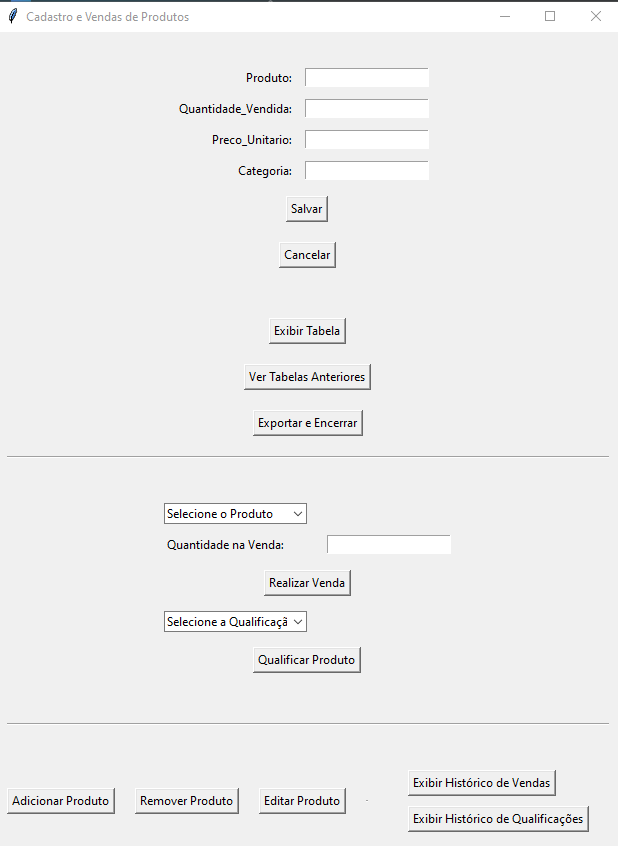 Cadastro e Vendas de Produtos
Produto:
Quantidade_Vendida:
Preco_Unitario:
Categoria:
Salvar
Cancelar
Exibir Tabela
Ver Tabelas Anteriores
Exportar e Encerrar
Selecione o Produto
Quantidade na Venda:
Realizar Venda
Selecione a Qualificaçã
Qualificar Produto
Exibir Histórico de Vendas
Adicionar Produto Remover Produto Editar Produto
Exibir Histórico de Qualificações